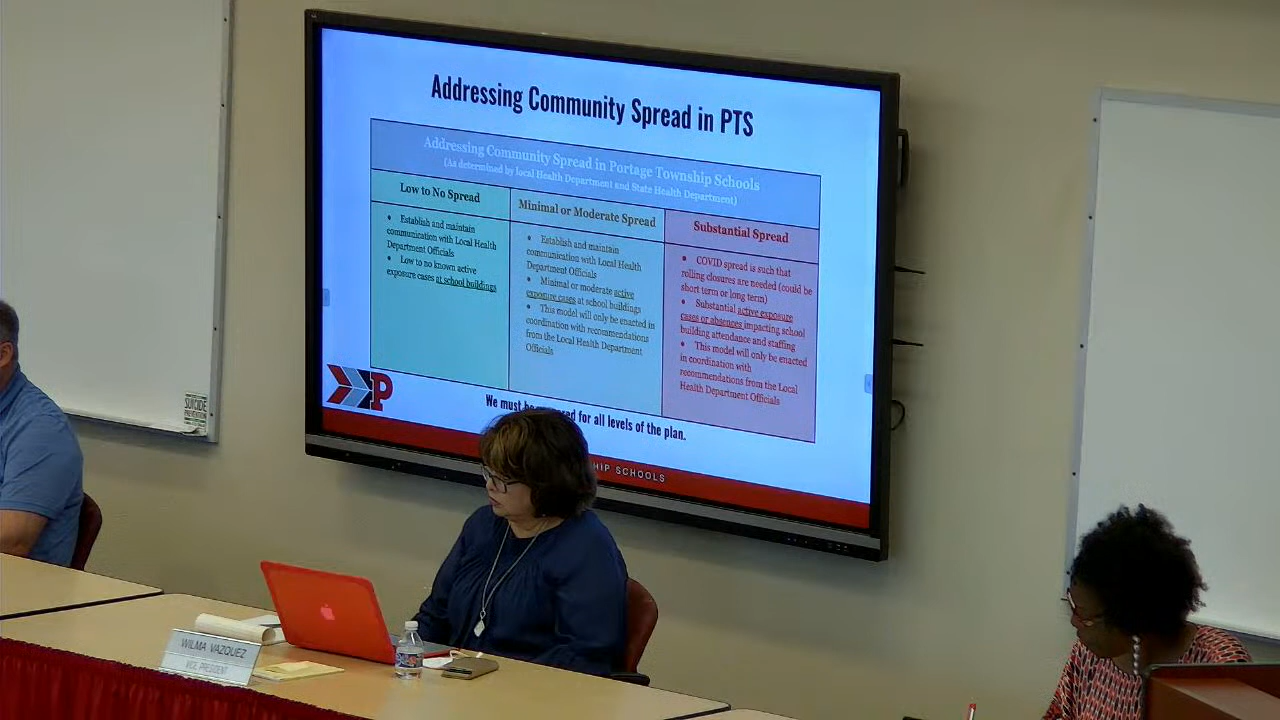 Addressing Community Spread in PTS
Addressing Community Spread in Portage Township Schools
(As determined by local Health Department and State Health Department)
Low to No Spread
● Establish and maintain
communication with Local Health
Department Officials
● Low to no known active
exposure cases at school buildings
Minimal or Moderate Spread
● Establish and maintain
communication with Local Health
Department Officials
● Minimal or moderate active
exposure cases at school buildings
● This model will only be enacted in
coordination with recommendations
from the Local Health Department
Officials
Substantial Spread
● COVID spread is such that
rolling closures are needed (could be
short term or long term)
● Substantial active exposure
cases or absences impacting school
building attendance and staffing
● This model will only be enacted
in coordination with
recommendations from the Local
Health Department Officials
P
We must be red for all levels of the plan.
HIP SCHOOLS
SUICIDE
PREVENTION
WILMA VAZQUEZ
VICE PRESIDENT